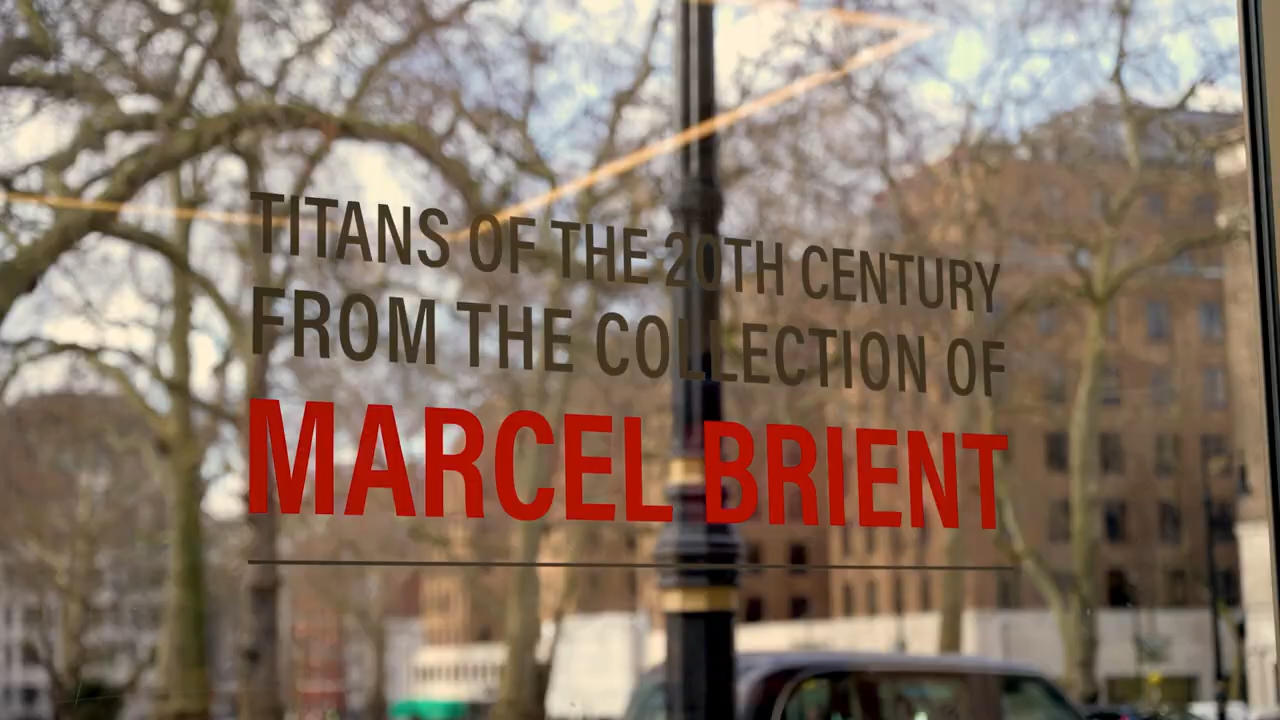 TITANS OF THE 20TH CENTURY
FROM THE COLLECTION OF
MARCEL BRIENT